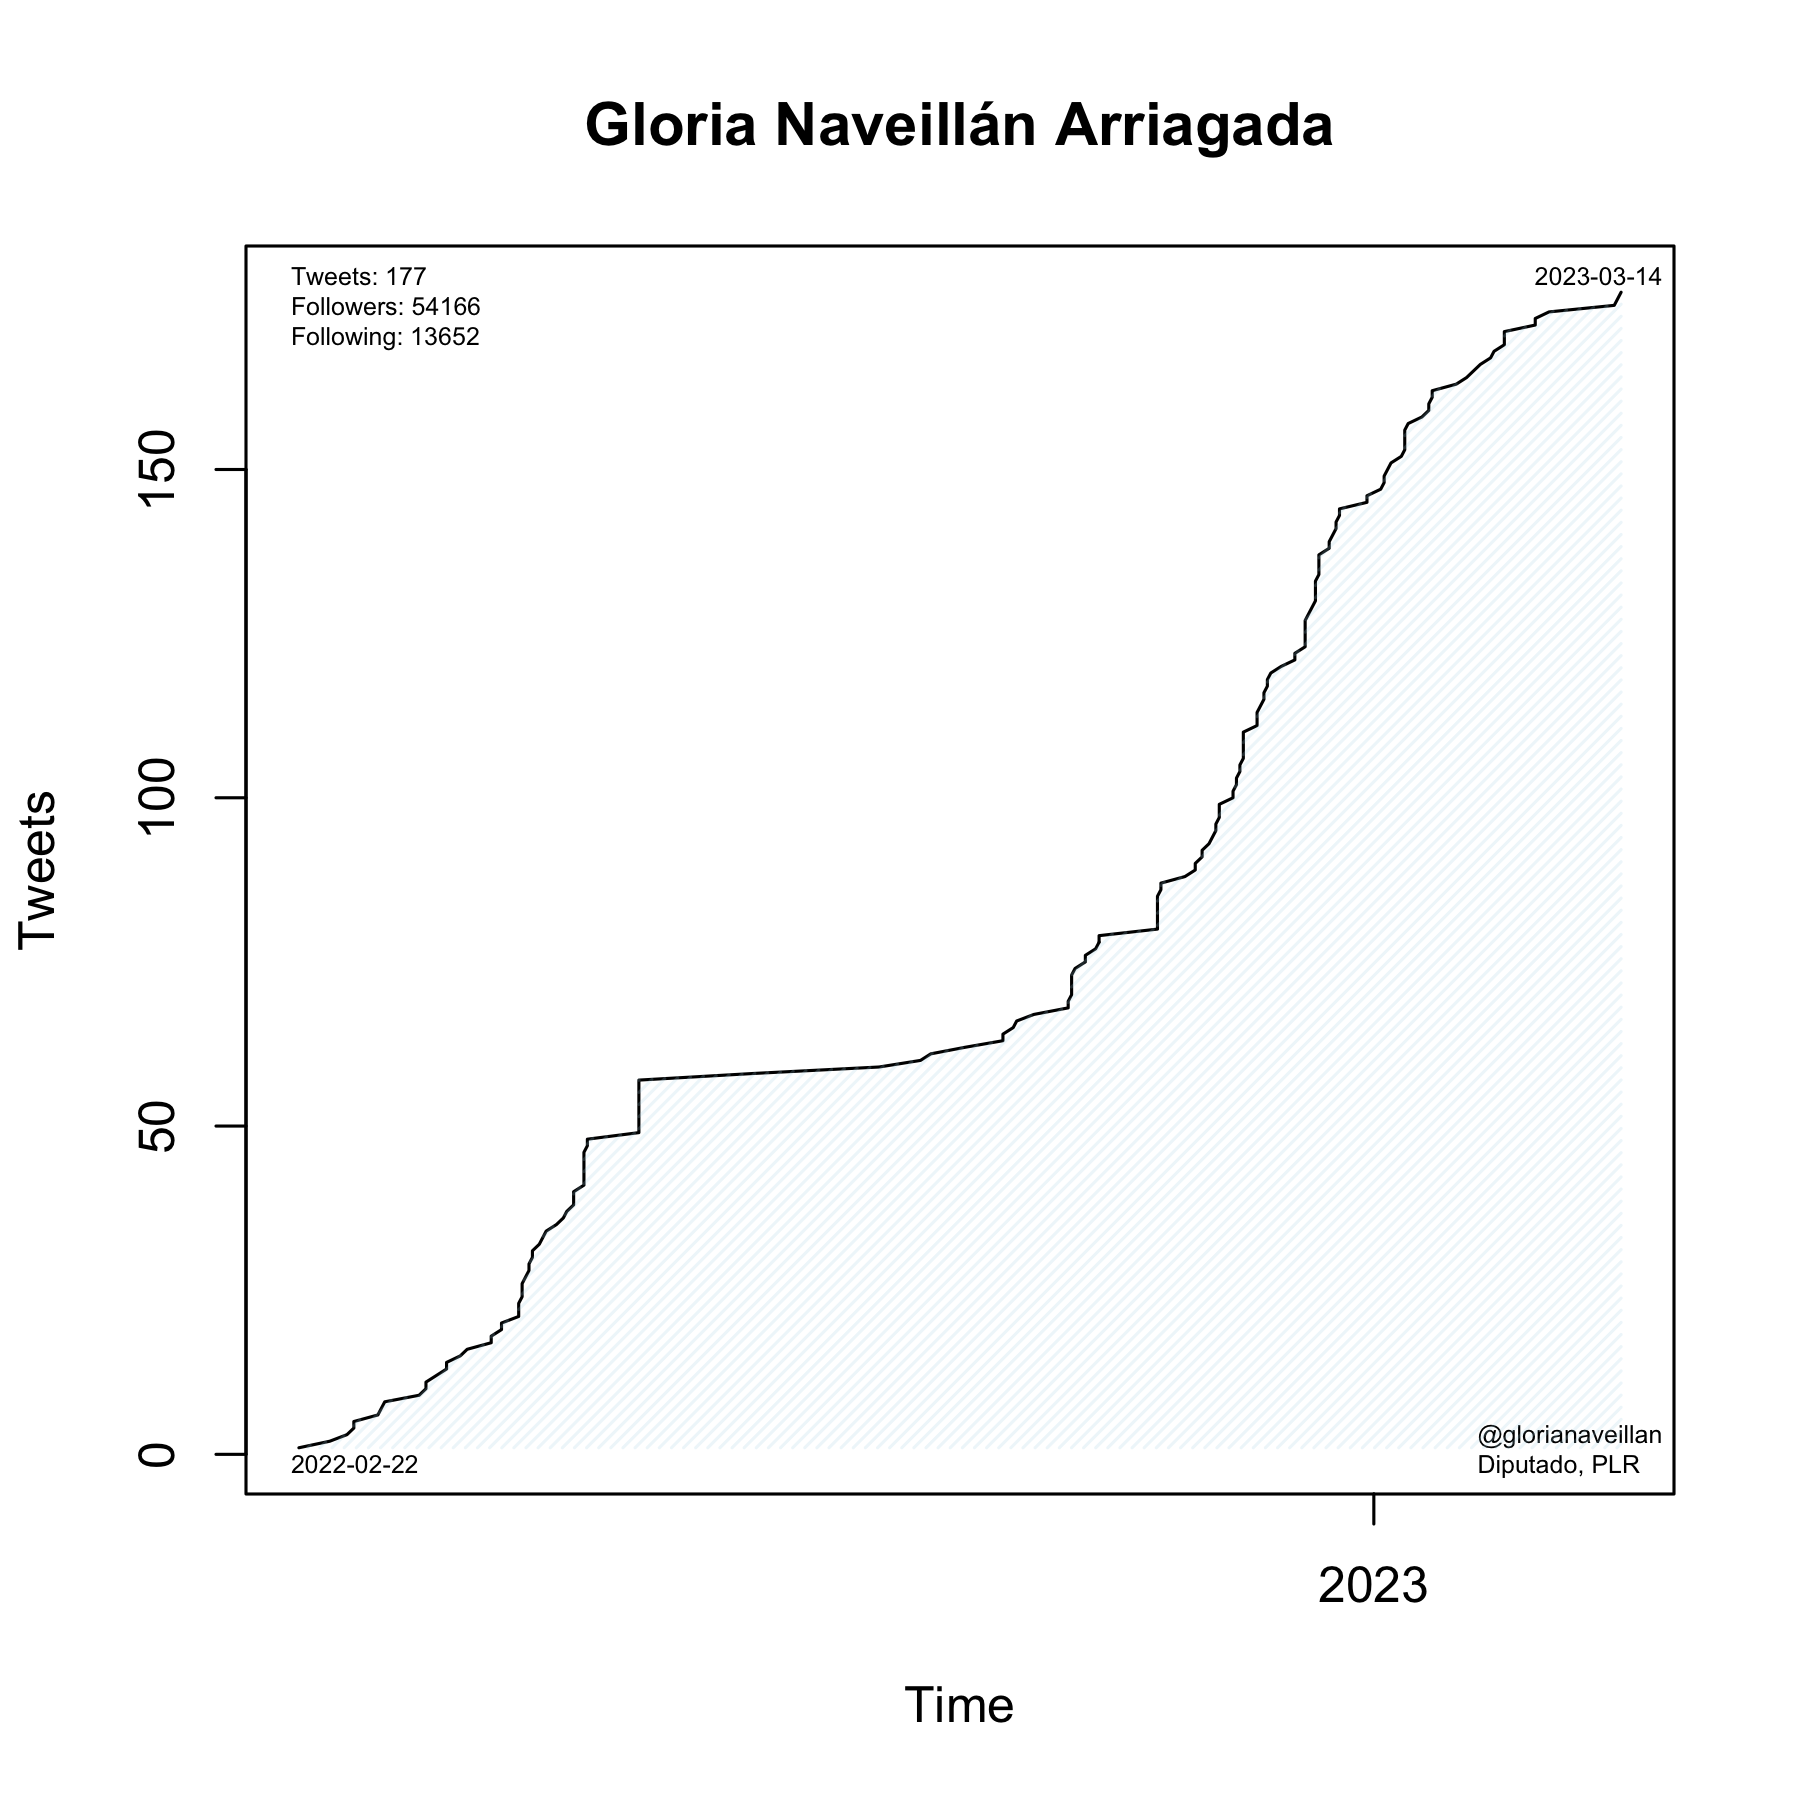 Gloria Naveillán Arriagada
Tweets: 177
Followers: 54166
Following: 13652
2023-03-14
150
100
50
0
Tweets
2022-02-22
@glorianaveillan
Diputado, PLR
2023
Time